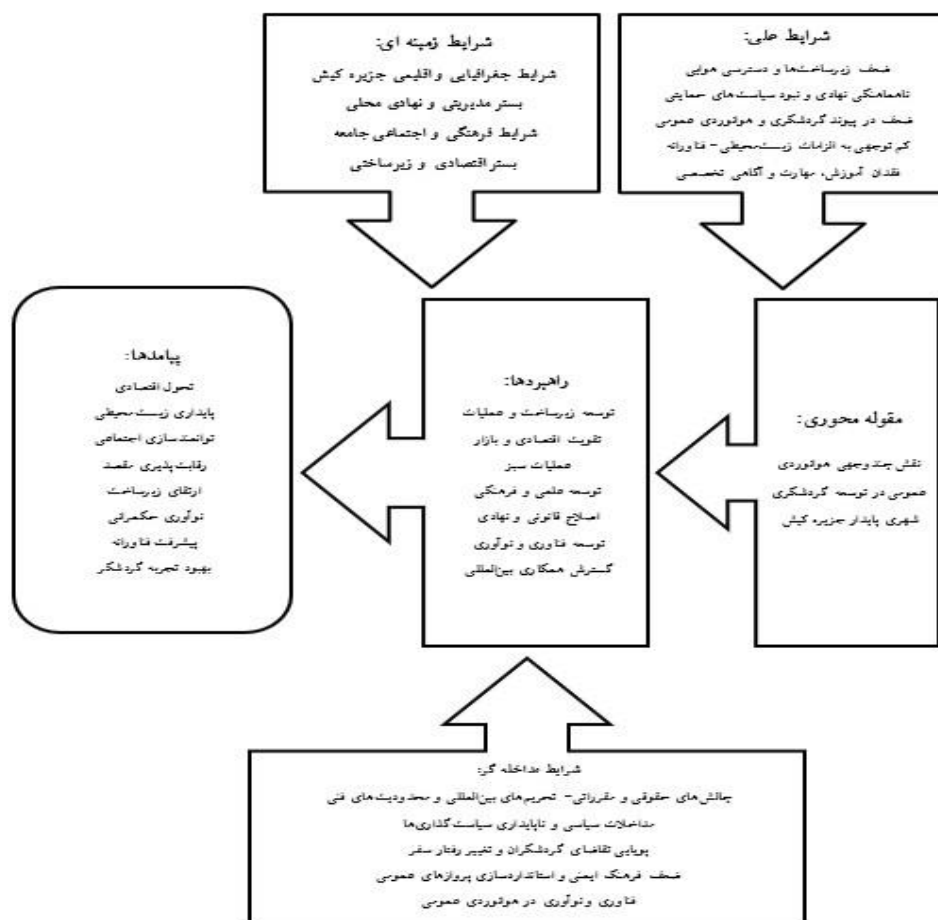 شرایط علی:
ضعف زیرساخت‌ها و دسترسی هوایی
ناهماهنگی نهادی و نبود سیاست‌های حمایتی
ضعف در پیوند گردشگری و هوانوردی عمومی
کم توجهی به الزامات زیست‌محیطی- فناورانه
فقدان آموزش، مهارت و آگاهی تخصصی
شرایط زمینه ای:
شرایط جغرافیایی و اقلیمی جزیره کیش
بستر مدیریتی و نهادی محلی
شرایط فرهنگی و اجتماعی جامعه
بستر اقتصادی و زیرساختی
مقوله محوری:
نقش چندوجهی هوانوردی
عمومی در توسعه گردشگری
شهری پایدار جزیره کیش
راهبردها:
توسعه زیرساخت و عملیات
تقویت اقتصادی و بازار
عملیات سبز
توسعه علمی و فرهنگی
اصلاح قانونی و نهادی
توسعه فناوری و نوآوری
گسترش همکاری بین‌المللی
پیامدها:
تحول اقتصادی
پایداری زیست‌محیطی
توانمندسازی اجتماعی
رقابت‌پذیری مقصد
ارتقای زیرساخت
نوآوری حکمرانی
پیشرفت فناورانه
بهبود تجربه گردشگر
شرایط مداخله گر:
چالش‌های حقوقی و مقرراتی- تحریم‌های بین‌المللی و محدودیت‌های فنی
مداخلات سیاسی و ناپایداری سیاست‌گذاری‌ها
پویایی تقاضای گردشگران و تغییر رفتار سفر
ضعف فرهنگ ایمنی و استانداردسازی پروازهای عمومی
فناوری و نوآوری در هوانوردی عمومی